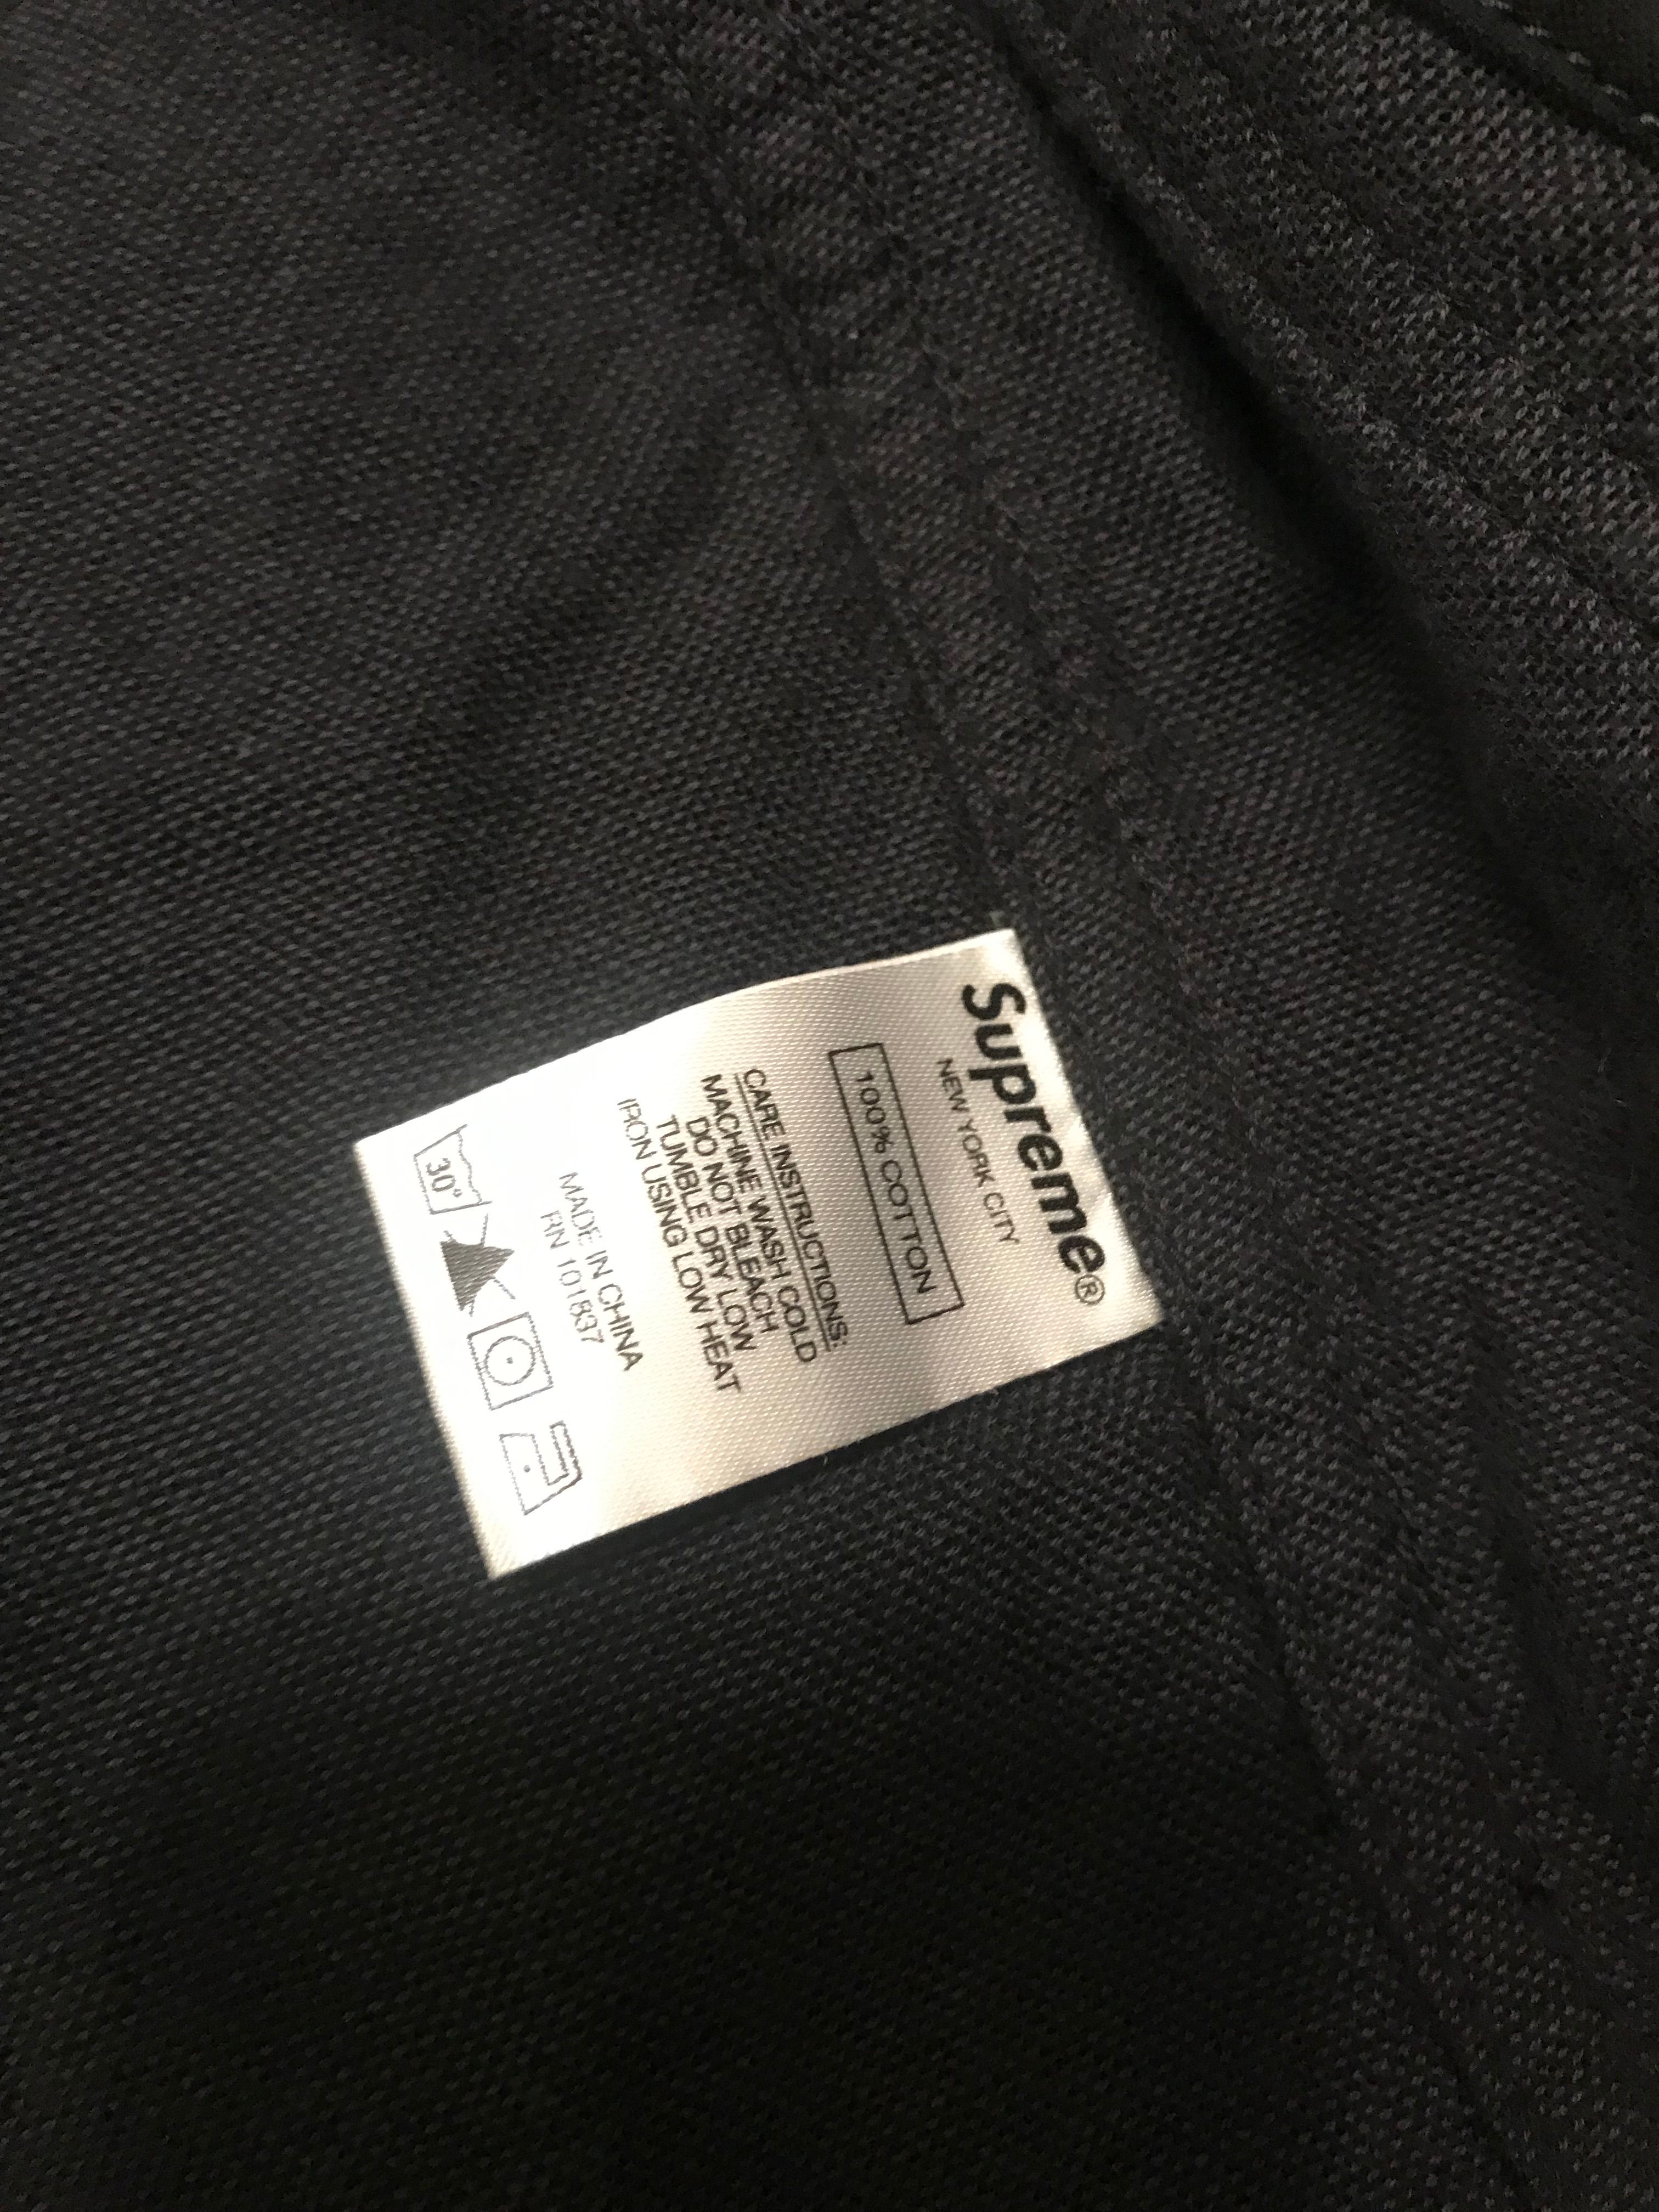 Supreme®
NEW YORK CITY
100% COTTON
CARE INSTRUCTIONS:
MACHINE WASH COLD
DO NOT BLEACH
TUMBLE DRY LOW
IRON USING LOW HEAT
MADE IN CHINA
RN 101837
30°